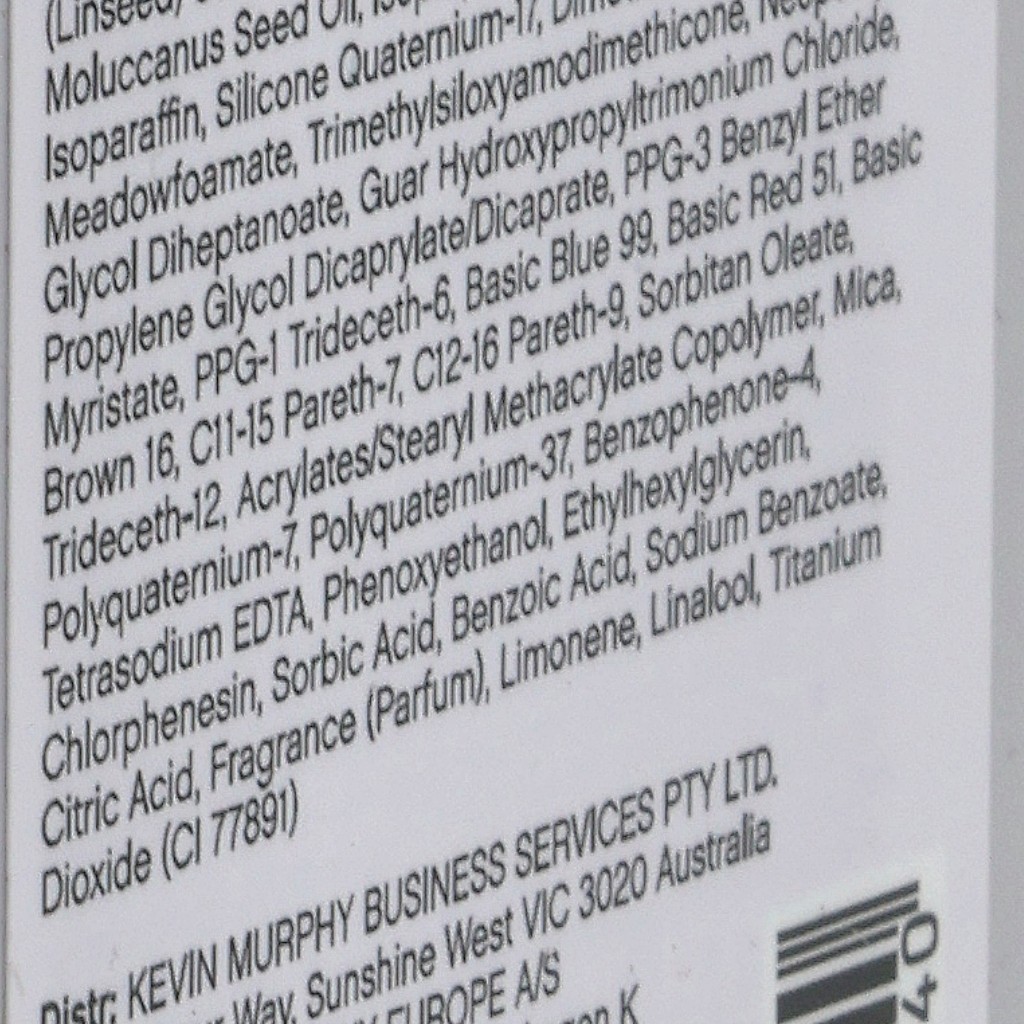 (Linseed)
Moluccanus Seed Oil,
Isoparaffin, Silicone Quaternium-17,
Meadowfoamate, Trimethylsiloxyamodimethicone,
Glycol Diheptanoate, Guar Hydroxypropyltrimonium Chloride,
Propylene Glycol Dicaprylate/Dicaprate, PPG-3 Benzyl Ether
Myristate, PPG-1 Trideceth-6, Basic Blue 99, Basic Red 51, Basic
Brown 16, C11-15 Pareth-7, C12-16 Pareth-9, Sorbitan Oleate,
Trideceth-12, Acrylates/Stearyl Methacrylate Copolymer, Mica,
Polyquaternium-7, Polyquaternium-37, Benzophenone-4,
Tetrasodium EDTA, Phenoxyethanol, Ethylhexylglycerin,
Chlorphenesin, Sorbic Acid, Benzoic Acid, Sodium Benzoate,
Citric Acid, Fragrance (Parfum), Limonene, Linalool, Titanium
Dioxide (CI 77891)
Distr: KEVIN MURPHY BUSINESS SERVICES PTY LTD.
Way, Sunshine West VIC 3020 Australia
EUROPE A/S
K
40